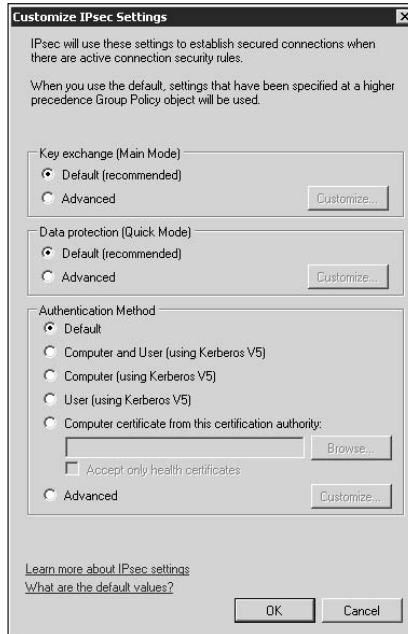 Customize IPsec Settings
IPsec will use these settings to establish secured connections when
there are active connection security rules.
When you use the default, settings that have been specified at a higher
precedence Group Policy object will be used.
Key exchange (Main Mode)
Default (recommended)
Advanced
Customize...
Data protection (Quick Mode)
Default (recommended)
Advanced
Customize...
Authentication Method
Default
Computer and User (using Kerberos V5)
Computer (using Kerberos V5)
User (using Kerberos V5)
Computer certificate from this certification authority:
Browse...
Accept only health certificates
Advanced
Customize...
Learn more about IPsec settings
What are the default values?
OK
Cancel